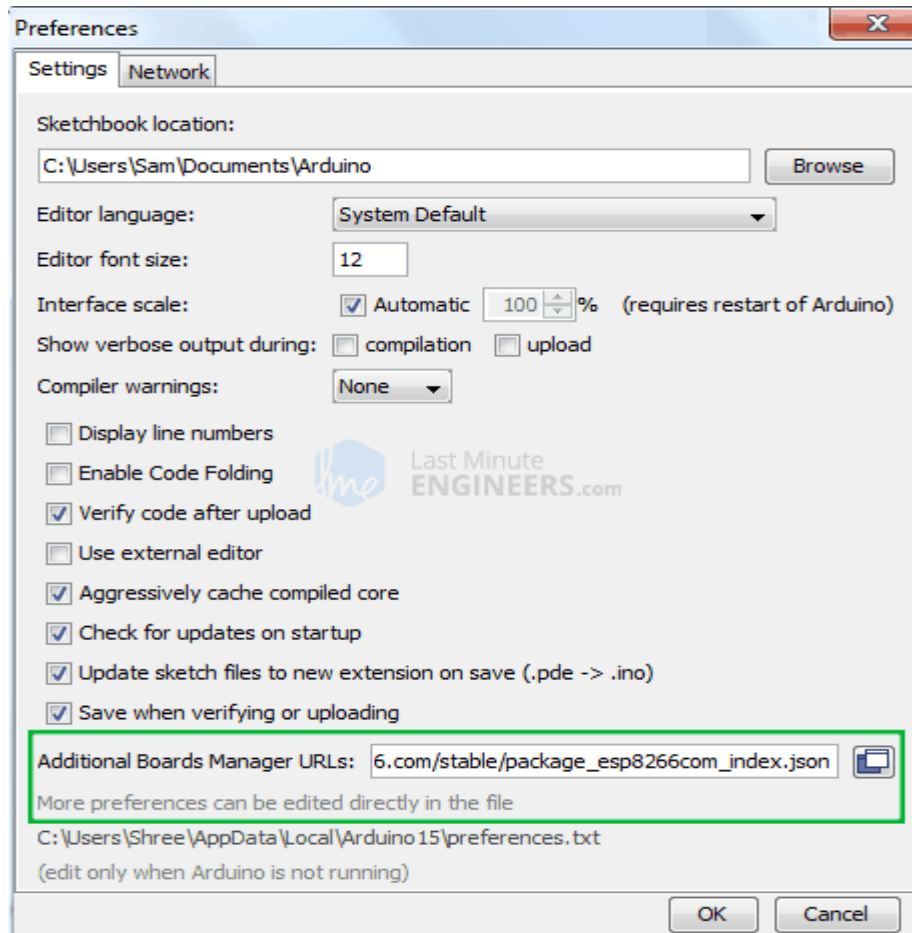 Preferences
Settings Network
Sketchbook location:
C:\Users\Sam\Documents\Arduino Browse
Editor language: System Default
Editor font size: 12
Interface scale: Automatic 100 % (requires restart of Arduino)
Show verbose output during: compilation upload
Compiler warnings: None
Display line numbers
Enable Code Folding
lme Last Minute
ENGINEERS.com
Verify code after upload
Use external editor
Aggressively cache compiled core
Check for updates on startup
Update sketch files to new extension on save (.pde -> .ino)
Save when verifying or uploading
Additional Boards Manager URLs: 6.com/stable/package_esp8266com_index.json
More preferences can be edited directly in the file
C:\Users\Shree\AppData\Local\Arduino15\preferences.txt
(edit only when Arduino is not running)
OK Cancel